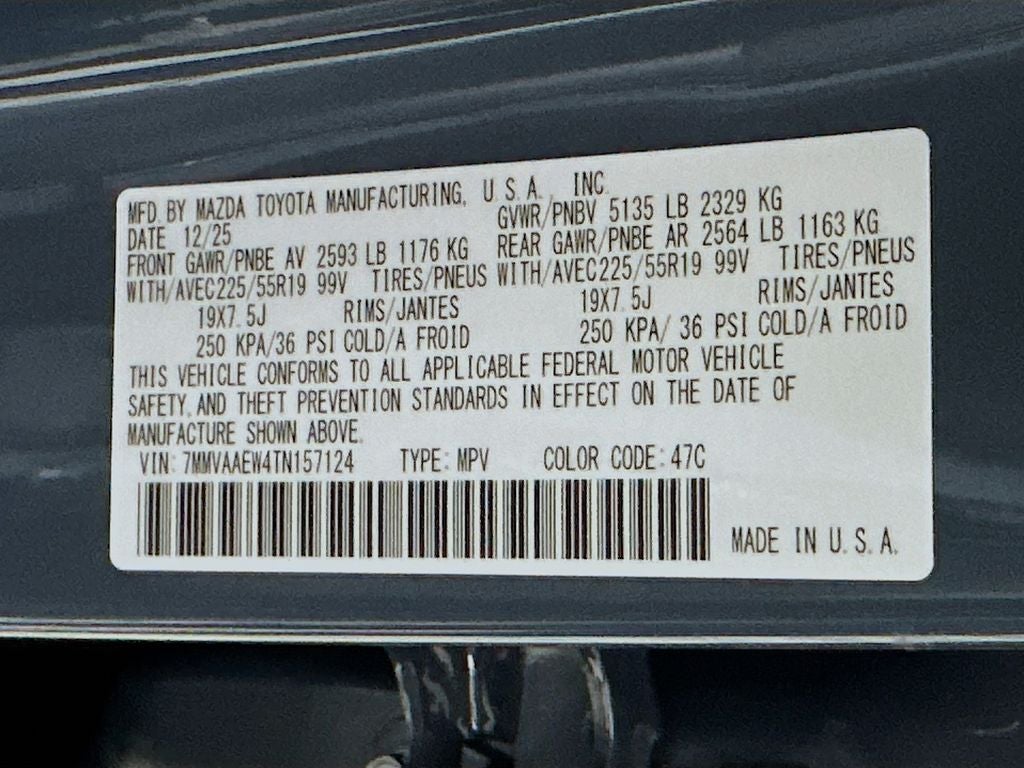 MFD. BY MAZDA TOYOTA MANUFACTURING, U.S.A., INC.
DATE 12/25 GVWR/PNBV 5135 LB 2329 KG
FRONT GAWR/PNBE AV 2593 LB 1176 KG REAR GAWR/PNBE AR 2564 LB 1163 KG
WITH/AVEC225/55R19 99V TIRES/PNEUS WITH/AVEC225/55R19 99V TIRES/PNEUS
19X7.5J RIMS/JANTES 19X7.5J RIMS/JANTES
250 KPA/36 PSI COLD/A FROID 250 KPA/ 36 PSI COLD/A FROID
THIS VEHICLE CONFORMS TO ALL APPLICABLE FEDERAL MOTOR VEHICLE
SAFETY, AND THEFT PREVENTION STANDARDS IN EFFECT ON THE DATE OF
MANUFACTURE SHOWN ABOVE.
VIN: 7MMVAAEW4TN157124 TYPE: MPV COLOR CODE: 47C
MADE IN U.S.A.